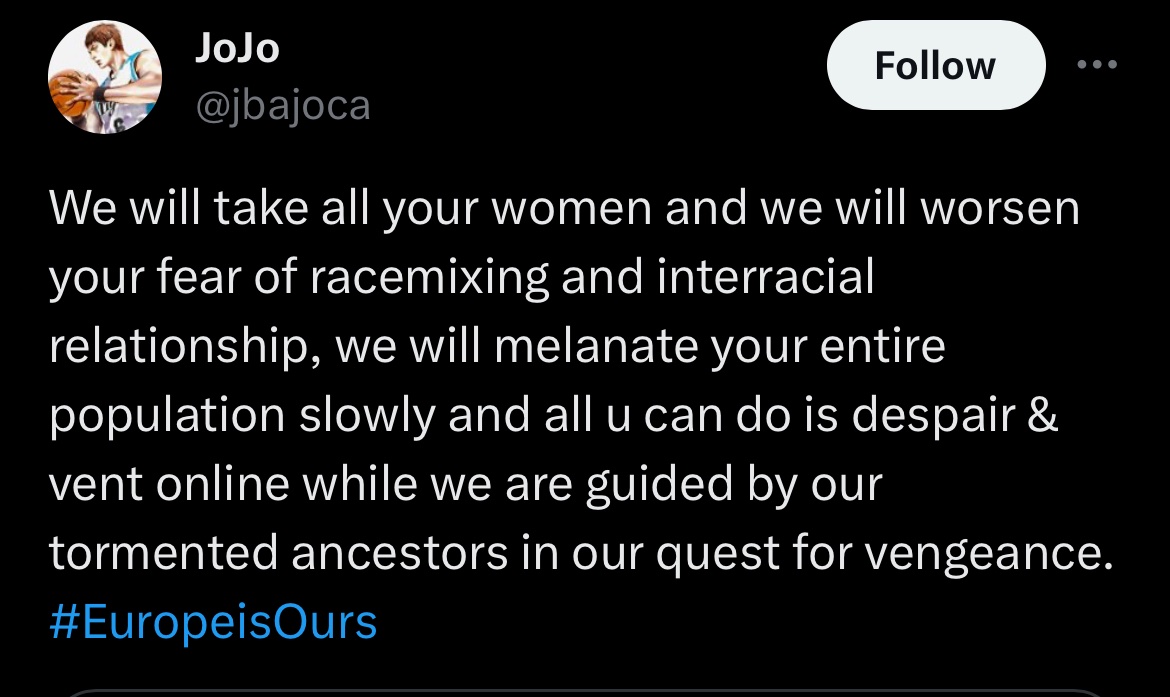 JoJo
@jbajoca
Follow
We will take all your women and we will worsen
your fear of racemixing and interracial
relationship, we will melanate your entire
population slowly and all u can do is despair &
vent online while we are guided by our
tormented ancestors in our quest for vengeance.
#EuropeisOurs